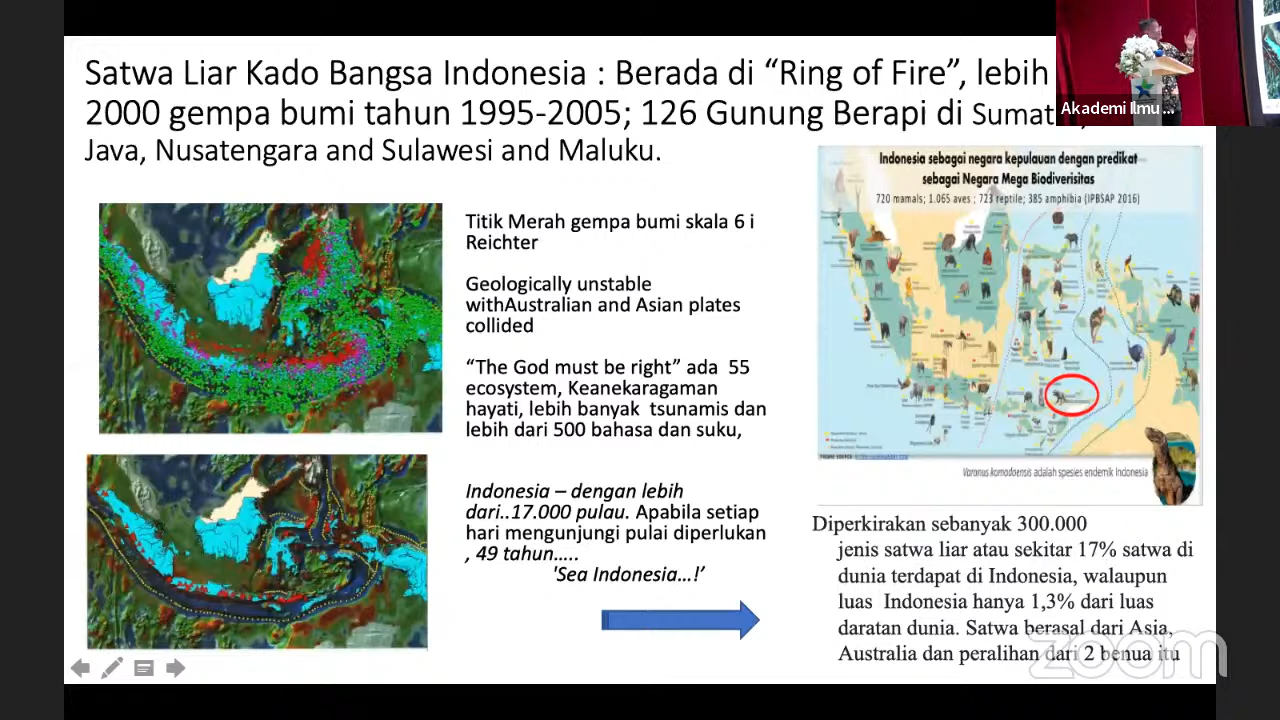 Satwa Liar Kado Bangsa Indonesia : Berada di “Ring of Fire”, lebih
2000 gempa bumi tahun 1995-2005; 126 Gunung Berapi di Sumat
Java, Nusatengara and Sulawesi and Maluku.
Akademi Ilmu ...
Titik Merah gempa bumi skala 6 i
Reichter
Geologically unstable
withAustralian and Asian plates
collided
“The God must be right” ada 55
ecosystem, Keanekaragaman
hayati, lebih banyak tsunamis dan
lebih dari 500 bahasa dan suku,
Indonesia – dengan lebih
dari..17.000 pulau. Apabila setiap
hari mengunjungi pulai diperlukan
, 49 tahun.....
'Sea Indonesia...!’
Indonesia sebagai negara kepulauan dengan predikat
sebagai Negara Mega Biodiverisitas
720 mamals; 1.065 aves ; 723 reptile; 385 amphibia (IPBSAP 2016)
Varanus komodoensis adalah spesies endemik Indonesia
Diperkirakan sebanyak 300.000
jenis satwa liar atau sekitar 17% satwa di
dunia terdapat di Indonesia, walaupun
luas Indonesia hanya 1,3% dari luas
daratan dunia. Satwa berasal dari Asia,
Australia dan peralihan dari 2 benua itu
zoom